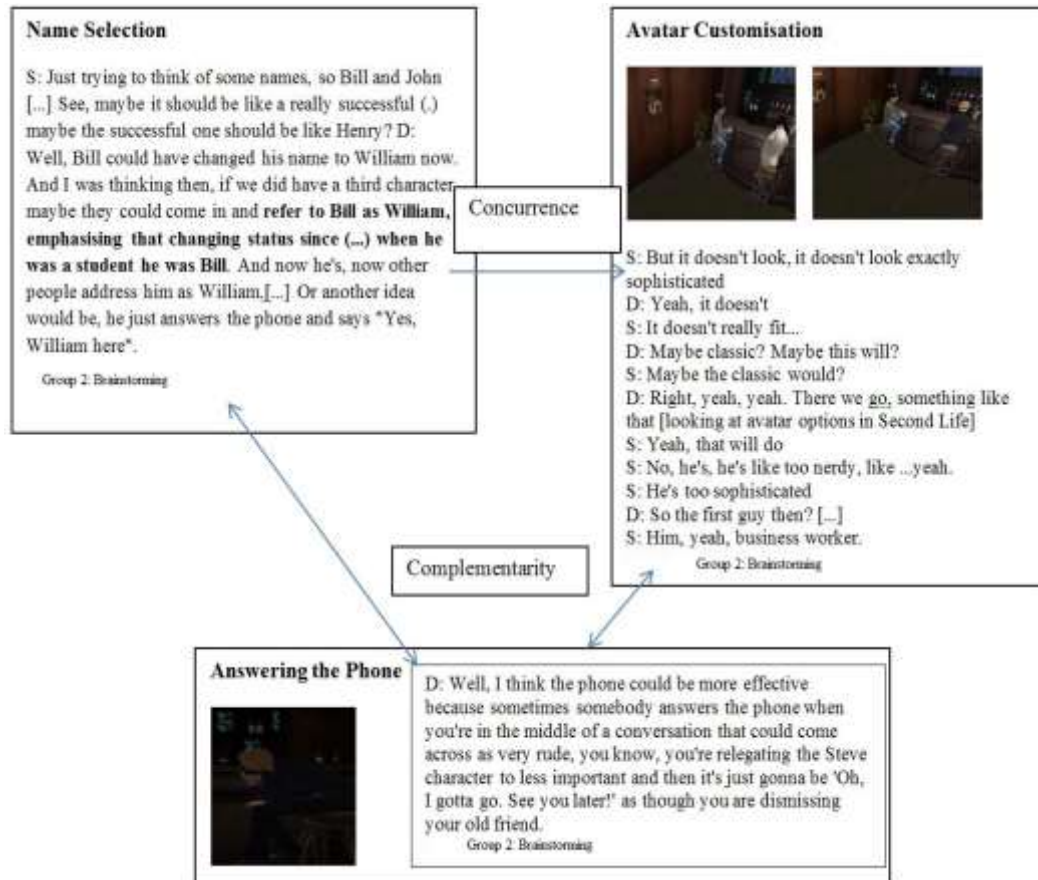 Name Selection
S: Just trying to think of some names, so Bill and John
[...] See, maybe it should be like a really successful (.)
maybe the successful one should be like Henry? D:
Well, Bill could have changed his name to William now.
And I was thinking then, if we did have a third character
maybe they could come in and refer to Bill as William,
emphasising that changing status since (...) when he
was a student he was Bill. And now he's, now other
people address him as William,[...] Or another idea
would be, he just answers the phone and says "Yes,
William here".
Group 2: Brainstorming
Concurrence
Avatar Customisation
S: But it doesn't look, it doesn't look exactly
sophisticated
D: Yeah, it doesn't
S: It doesn't really fit...
D: Maybe classic? Maybe this will?
S: Maybe the classic would?
D: Right, yeah, yeah. There we go, something like
that [looking at avatar options in Second Life]
S: Yeah, that will do
S: No, he's, he's like too nerdy, like ...yeah.
S: He's too sophisticated
D: So the first guy then? [...]
S: Him, yeah, business worker.
Group 2: Brainstorming
Complementarity
Answering the Phone
D: Well, I think the phone could be more effective
because sometimes somebody answers the phone when
you're in the middle of a conversation that could come
across as very rude, you know, you're relegating the Steve
character to less important and then it's just gonna be 'Oh,
I gotta go. See you later!' as though you are dismissing
your old friend.
Group 2: Brainstorming